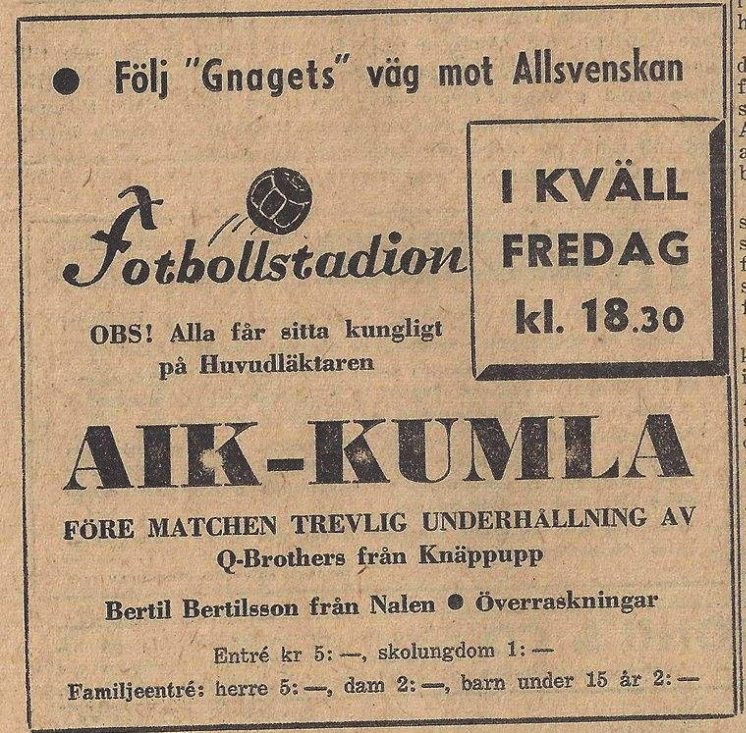 ● Följ "Gnagets" väg mot Allsvenskan
Fotbollstadion
I KVÄLL
FREDAG
kl. 18.30
OBS! Alla får sitta kungligt
på Huvudläktaren
AIK-KUMLA
FÖRE MATCHEN TREVLIG UNDERHÅLLNING AV
Q-Brothers från Knäppupp
Bertil Bertilsson från Nalen ● Överraskningar
Entré kr 5: —, skolungdom 1: —
Familjeentré: herre 5: —, dam 2: —, barn under 15 år 2: —